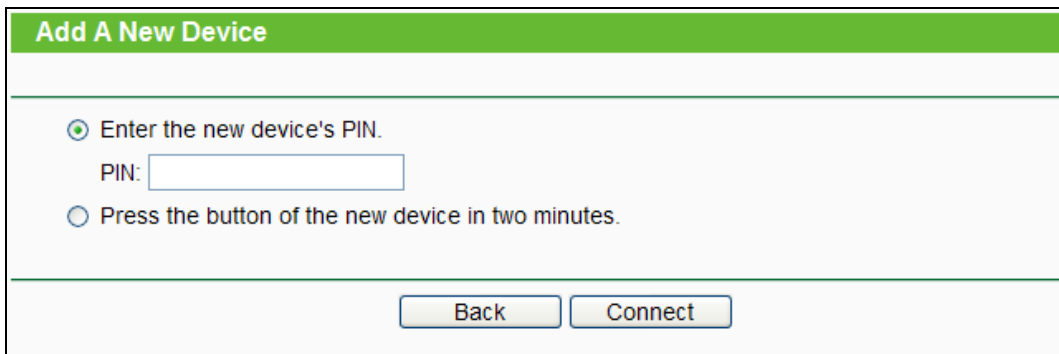 Add A New Device
Enter the new device's PIN.
PIN:
Press the button of the new device in two minutes.
Back Connect